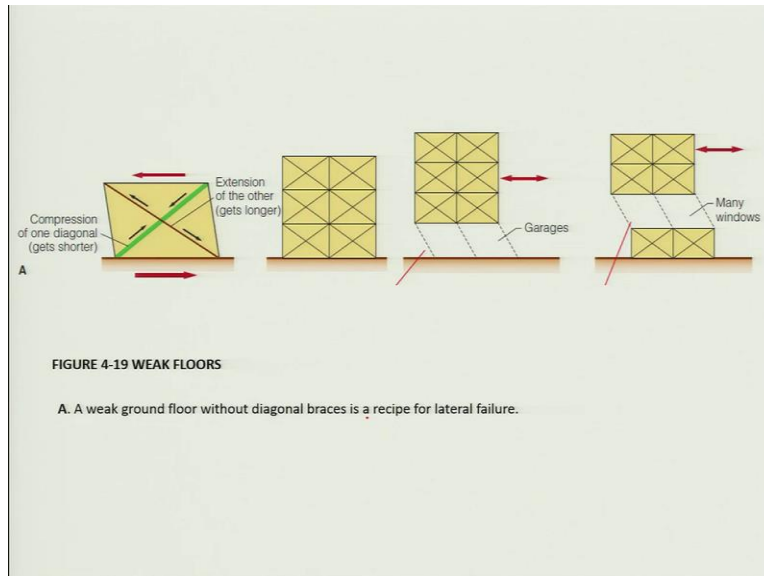 Extension
of the other
(gets longer)
Compression
of one diagonal
(gets shorter)
Garages
Many
windows
A
FIGURE 4-19 WEAK FLOORS
A. A weak ground floor without diagonal braces is a recipe for lateral failure.